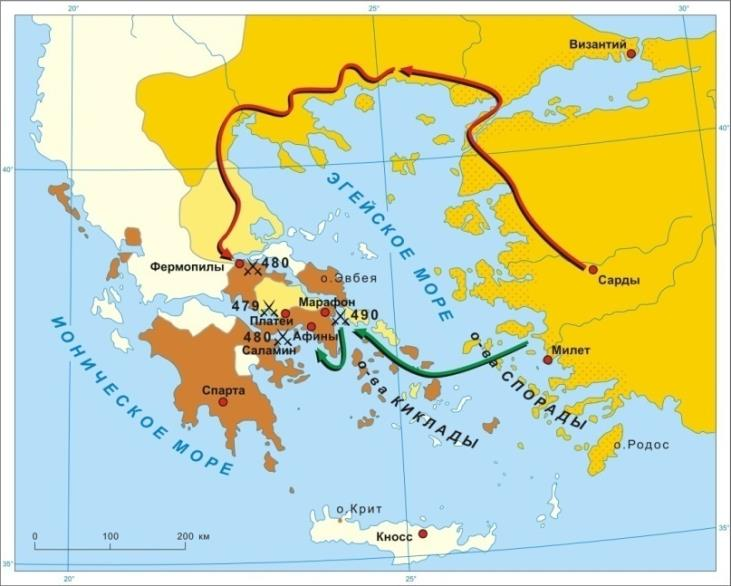 20°
25°
30°
Византий
40°
40°
ЭГЕЙСКОЕ МОРЕ
Фермопилы
480
о.Эвбея
Сарды
479
Марафон
490
Платеи
480
Афины
Саламин
Милет
ИОНИЧЕСКОЕ МОРЕ
о-ва СПОРАДЫ
о-ва КИКЛАДЫ
Спарта
о.Родос
о.Крит
Кносс
0 100 200 км
35°
35°
20°
25°